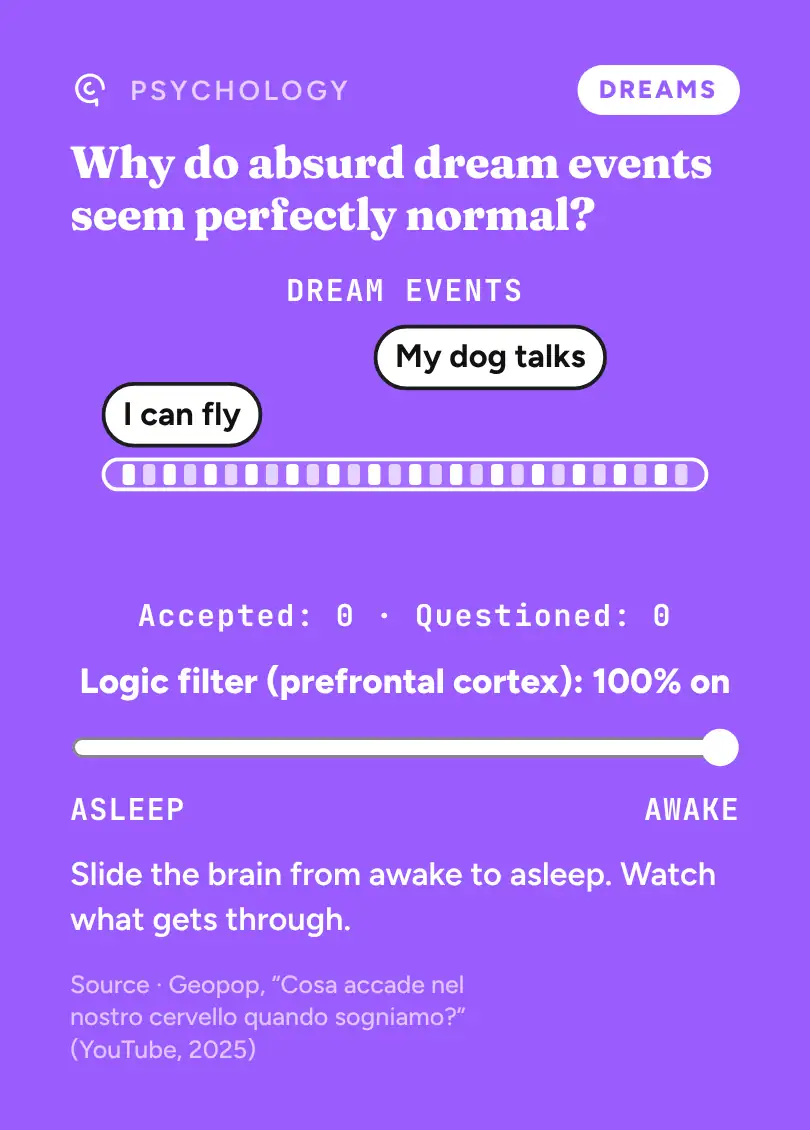 PSYCHOLOGY
DREAMS
Why do absurd dream events
seem perfectly normal?
DREAM EVENTS
My dog talks
I can fly
Accepted: 0 · Questioned: 0
Logic filter (prefrontal cortex): 100% on
ASLEEP
AWAKE
Slide the brain from awake to asleep. Watch
what gets through.
Source · Geopop, “Cosa accade nel
nostro cervello quando sogniamo?”
(YouTube, 2025)